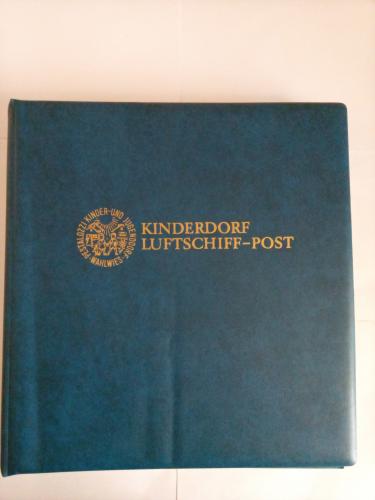 PESTALOZZI KINDER-UND JUGENDDORF
WAHLWIES
KINDERDORF
LUFTSCHIFF-POST